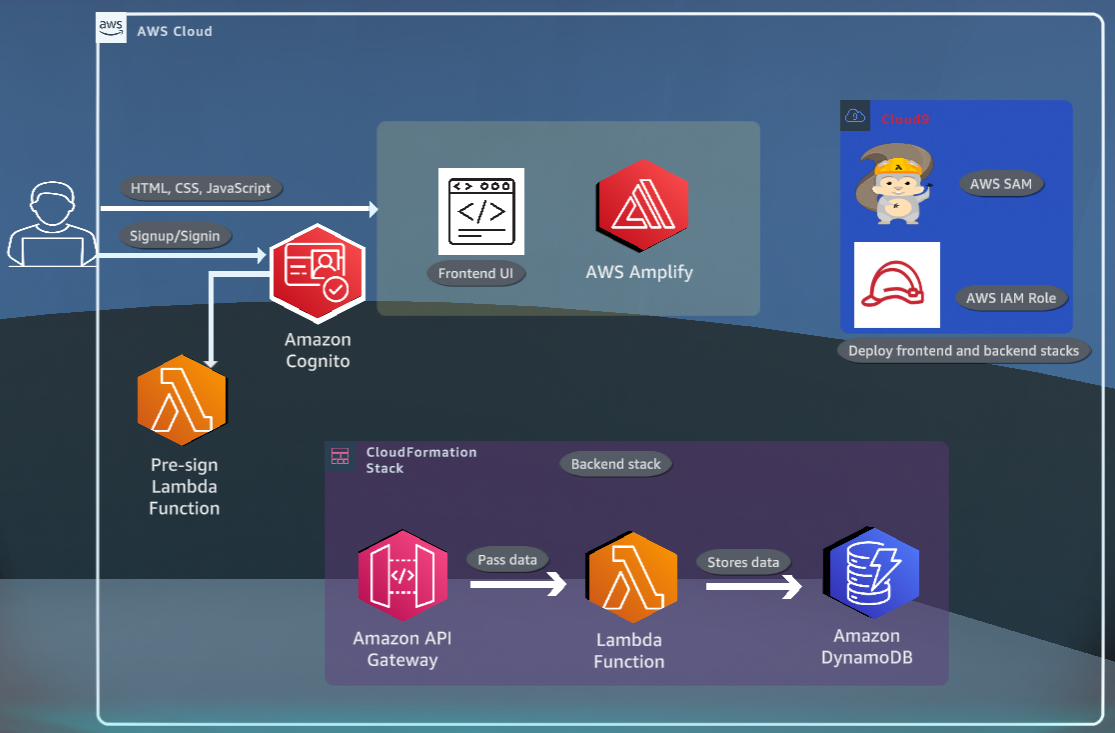 aws
AWS Cloud
Cloud9
HTML, CSS, JavaScript
AWS SAM
Signup/Signin
Frontend UI
AWS Amplify
AWS IAM Role
Amazon
Cognito
Deploy frontend and backend stacks
Pre-sign
Lambda
Function
CloudFormation
Stack
Backend stack
Pass data
Stores data
Amazon API
Gateway
Lambda
Function
Amazon
DynamoDB